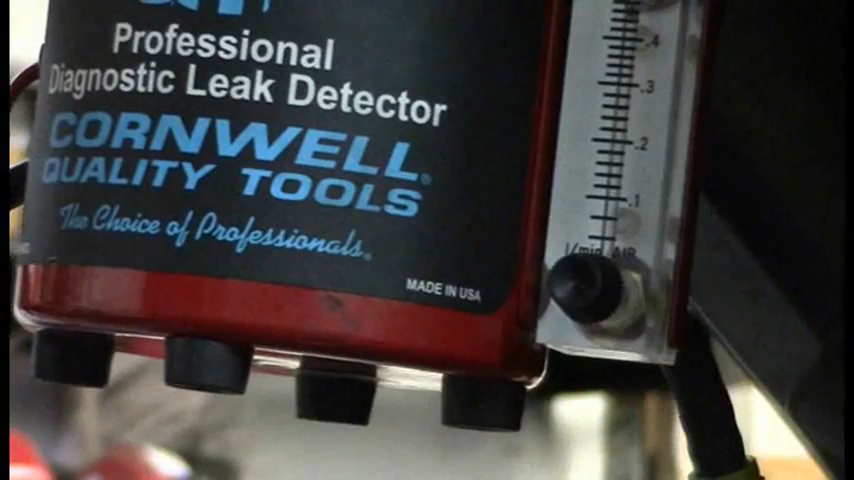 Professional
Diagnostic Leak Detector
CORNWELL®
QUALITY TOOLS
The Choice of Professionals.®
MADE IN USA
.4
.3
.2
.1
l/min AIR